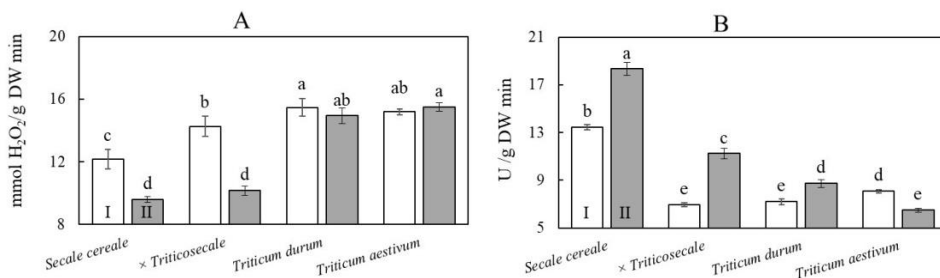 A
mmol H₂O₂/g DW min
20
16
12
8
c
d
b
d
a
ab
ab
a
I
II
Secale cereale
× Triticosecale
Triticum durum
Triticum aestivum
B
U /g DW min
21
17
13
9
5
b
a
e
c
e
d
d
e
I
II
Secale cereale
× Triticosecale
Triticum durum
Triticum aestivum